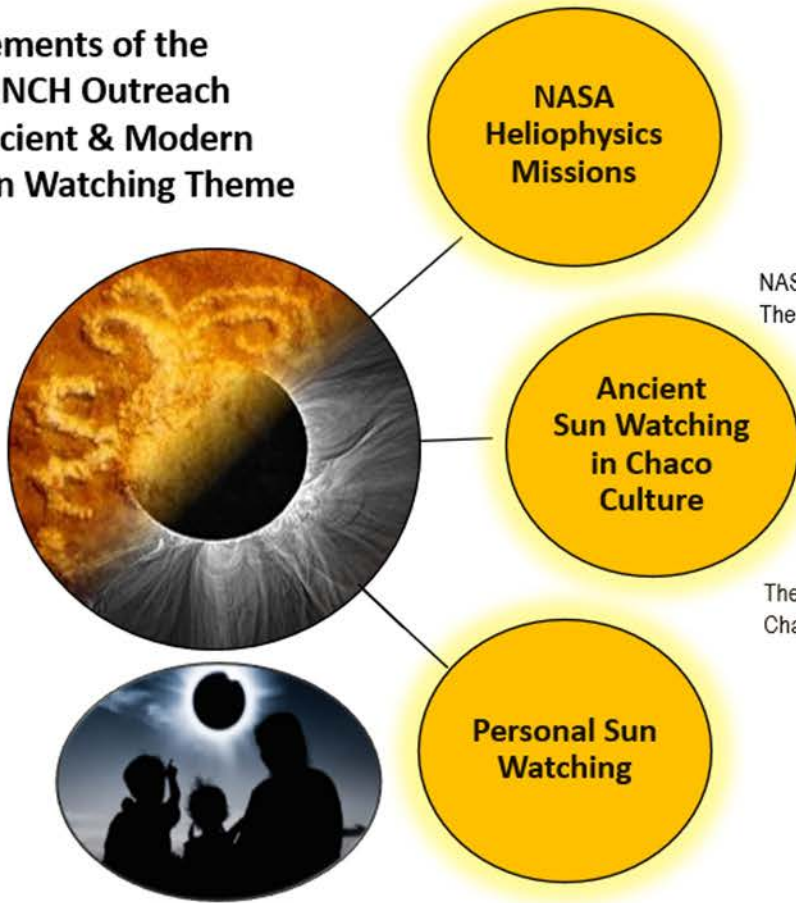 ements of the
NCH Outreach
cient & Modern
n Watching Theme
NASA
Heliophysics
Missions
NAS
The
Ancient
Sun Watching
in Chaco
Culture
The
Cha
Personal Sun
Watching